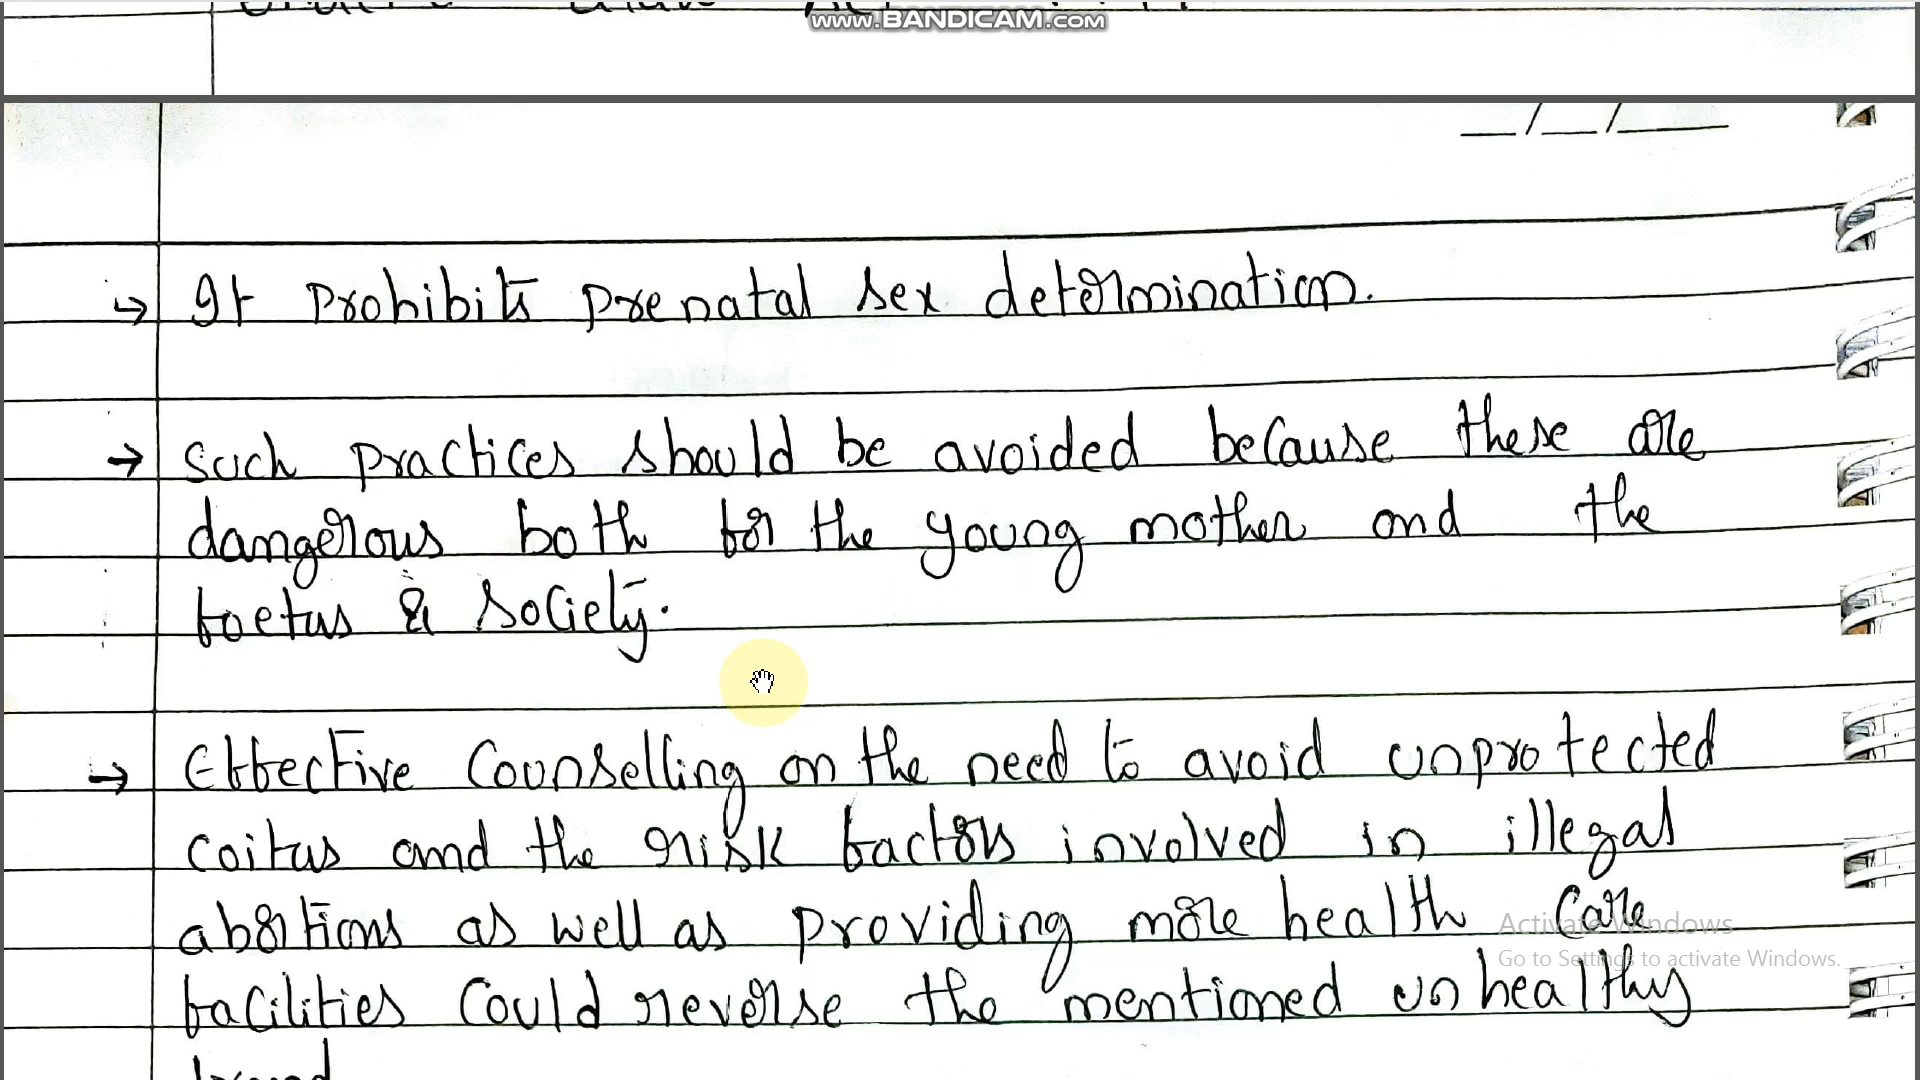 www.BANDICAM.com
__/__/____
↳ It prohibits prenatal sex determination.
→ Such practices should be avoided because these are
dangerous both for the young mother and the
foetus & society.
→ Effective Counselling on the need to avoid unprotected
coitus and the risk factors involved in illegal
abortions as well as providing more health care
Activate Windows
Go to Settings to activate Windows.
facilities could reverse the mentioned unhealthy